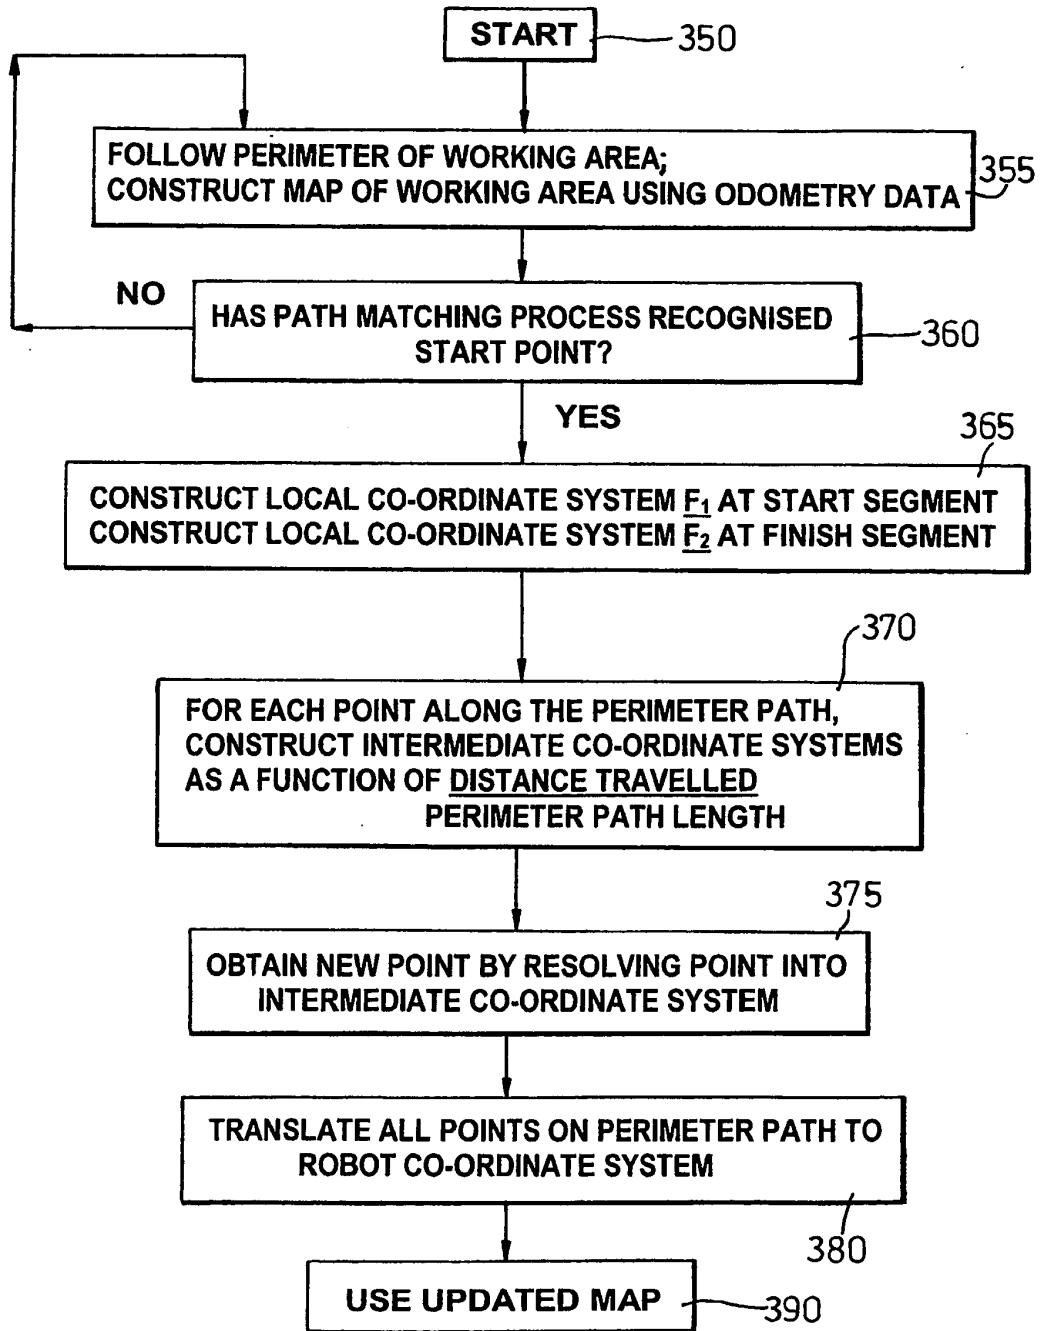 START
350
FOLLOW PERIMETER OF WORKING AREA;
CONSTRUCT MAP OF WORKING AREA USING ODOMETRY DATA
355
NO
HAS PATH MATCHING PROCESS RECOGNISED
START POINT?
360
YES
365
CONSTRUCT LOCAL CO-ORDINATE SYSTEM F1 AT START SEGMENT
CONSTRUCT LOCAL CO-ORDINATE SYSTEM F2 AT FINISH SEGMENT
370
FOR EACH POINT ALONG THE PERIMETER PATH,
CONSTRUCT INTERMEDIATE CO-ORDINATE SYSTEMS
AS A FUNCTION OF DISTANCE TRAVELLED
PERIMETER PATH LENGTH
375
OBTAIN NEW POINT BY RESOLVING POINT INTO
INTERMEDIATE CO-ORDINATE SYSTEM
TRANSLATE ALL POINTS ON PERIMETER PATH TO
ROBOT CO-ORDINATE SYSTEM
380
USE UPDATED MAP
390